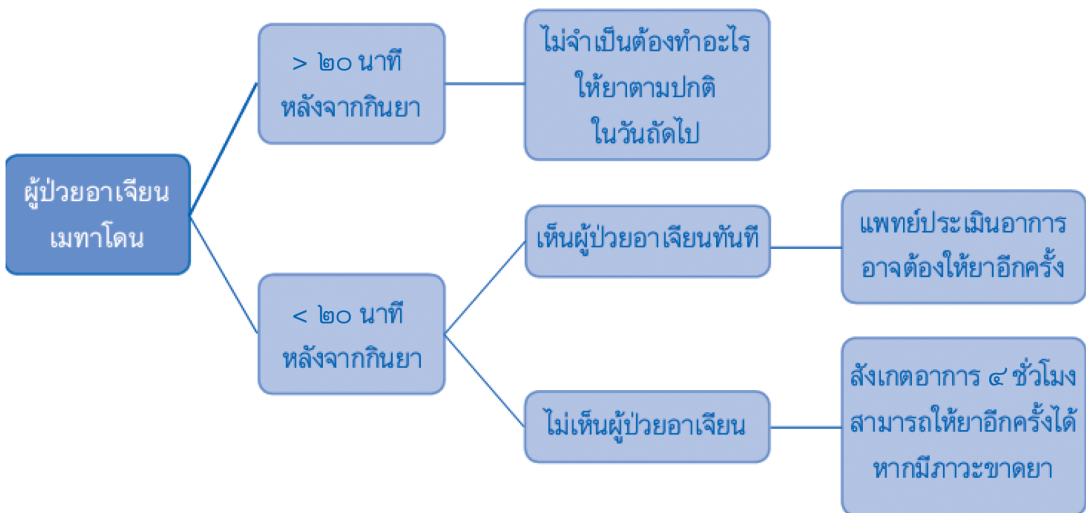 ผู้ป่วยอาเจียน
เมทาโดน
> ๒๐ นาที
หลังจากกินยา
ไม่จำเป็นต้องทำอะไร
ให้ยาตามปกติ
ในวันถัดไป
< ๒๐ นาที
หลังจากกินยา
เห็นผู้ป่วยอาเจียนทันที
แพทย์ประเมินอาการ
อาจต้องให้ยาอีกครั้ง
ไม่เห็นผู้ป่วยอาเจียน
สังเกตอาการ ๔ ชั่วโมง
สามารถให้ยาอีกครั้งได้
หากมีภาวะขาดยา